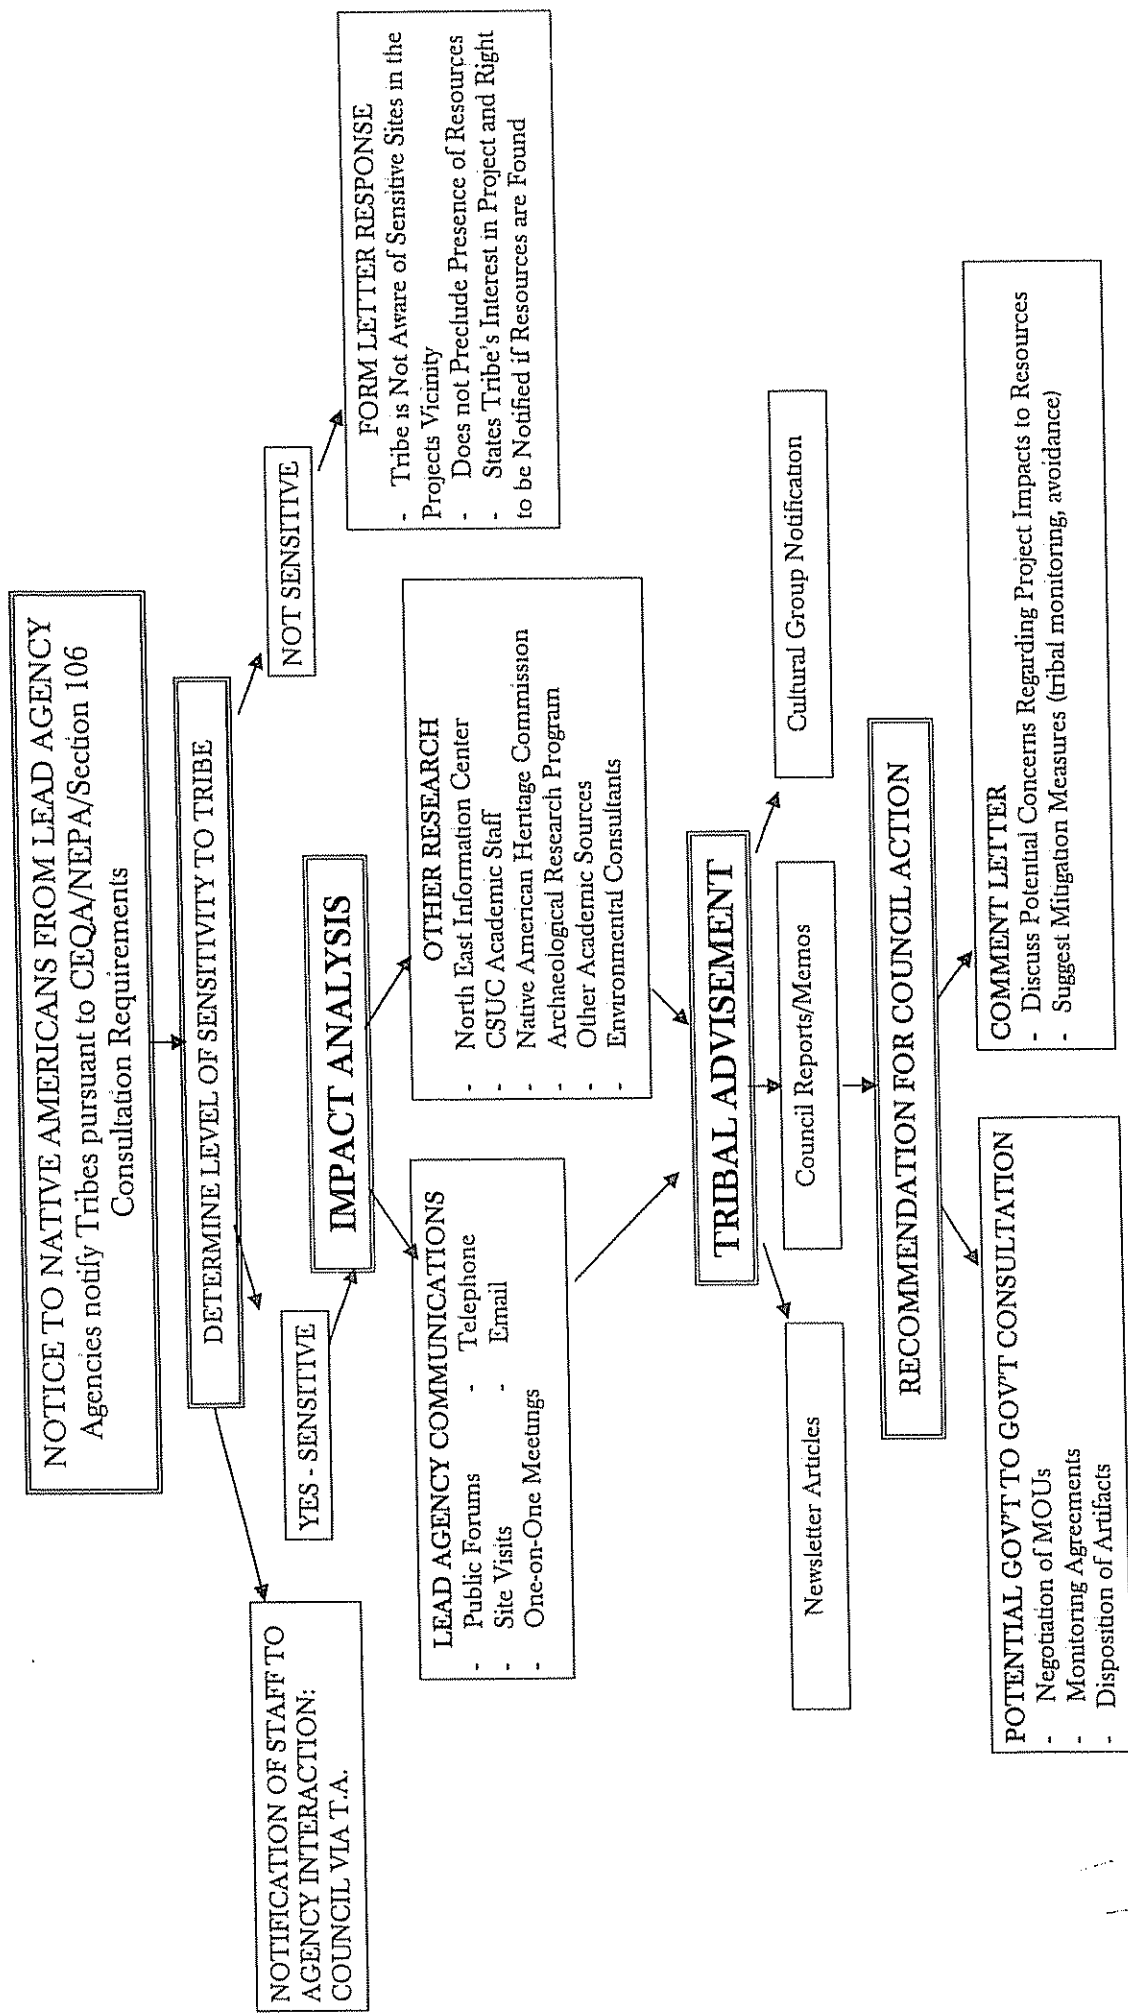 NOTICE TO NATIVE AMERICANS FROM LEAD AGENCY
Agencies notify Tribes pursuant to CEQA/NEPA/Section 106
Consultation Requirements
DETERMINE LEVEL OF SENSITIVITY TO TRIBE
NOTIFICATION OF STAFF TO
AGENCY INTERACTION:
COUNCIL VIA T.A.
YES - SENSITIVE
NOT SENSITIVE
IMPACT ANALYSIS
FORM LETTER RESPONSE
- Tribe is Not Aware of Sensitive Sites in the
Projects Vicinity
- Does not Preclude Presence of Resources
- States Tribe's Interest in Project and Right
to be Notified if Resources are Found
LEAD AGENCY COMMUNICATIONS
- Public Forums - Telephone
- Site Visits - Email
- One-on-One Meetings
OTHER RESEARCH
- North East Information Center
- CSUC Academic Staff
- Native American Heritage Commission
- Archaeological Research Program
- Other Academic Sources
- Environmental Consultants
TRIBAL ADVISEMENT
Newsletter Articles
Council Reports/Memos
Cultural Group Notification
RECOMMENDATION FOR COUNCIL ACTION
POTENTIAL GOV'T TO GOV'T CONSULTATION
- Negotiation of MOUs
- Monitoring Agreements
- Disposition of Artifacts
COMMENT LETTER
- Discuss Potential Concerns Regarding Project Impacts to Resources
- Suggest Mitigation Measures (tribal monitoring, avoidance)